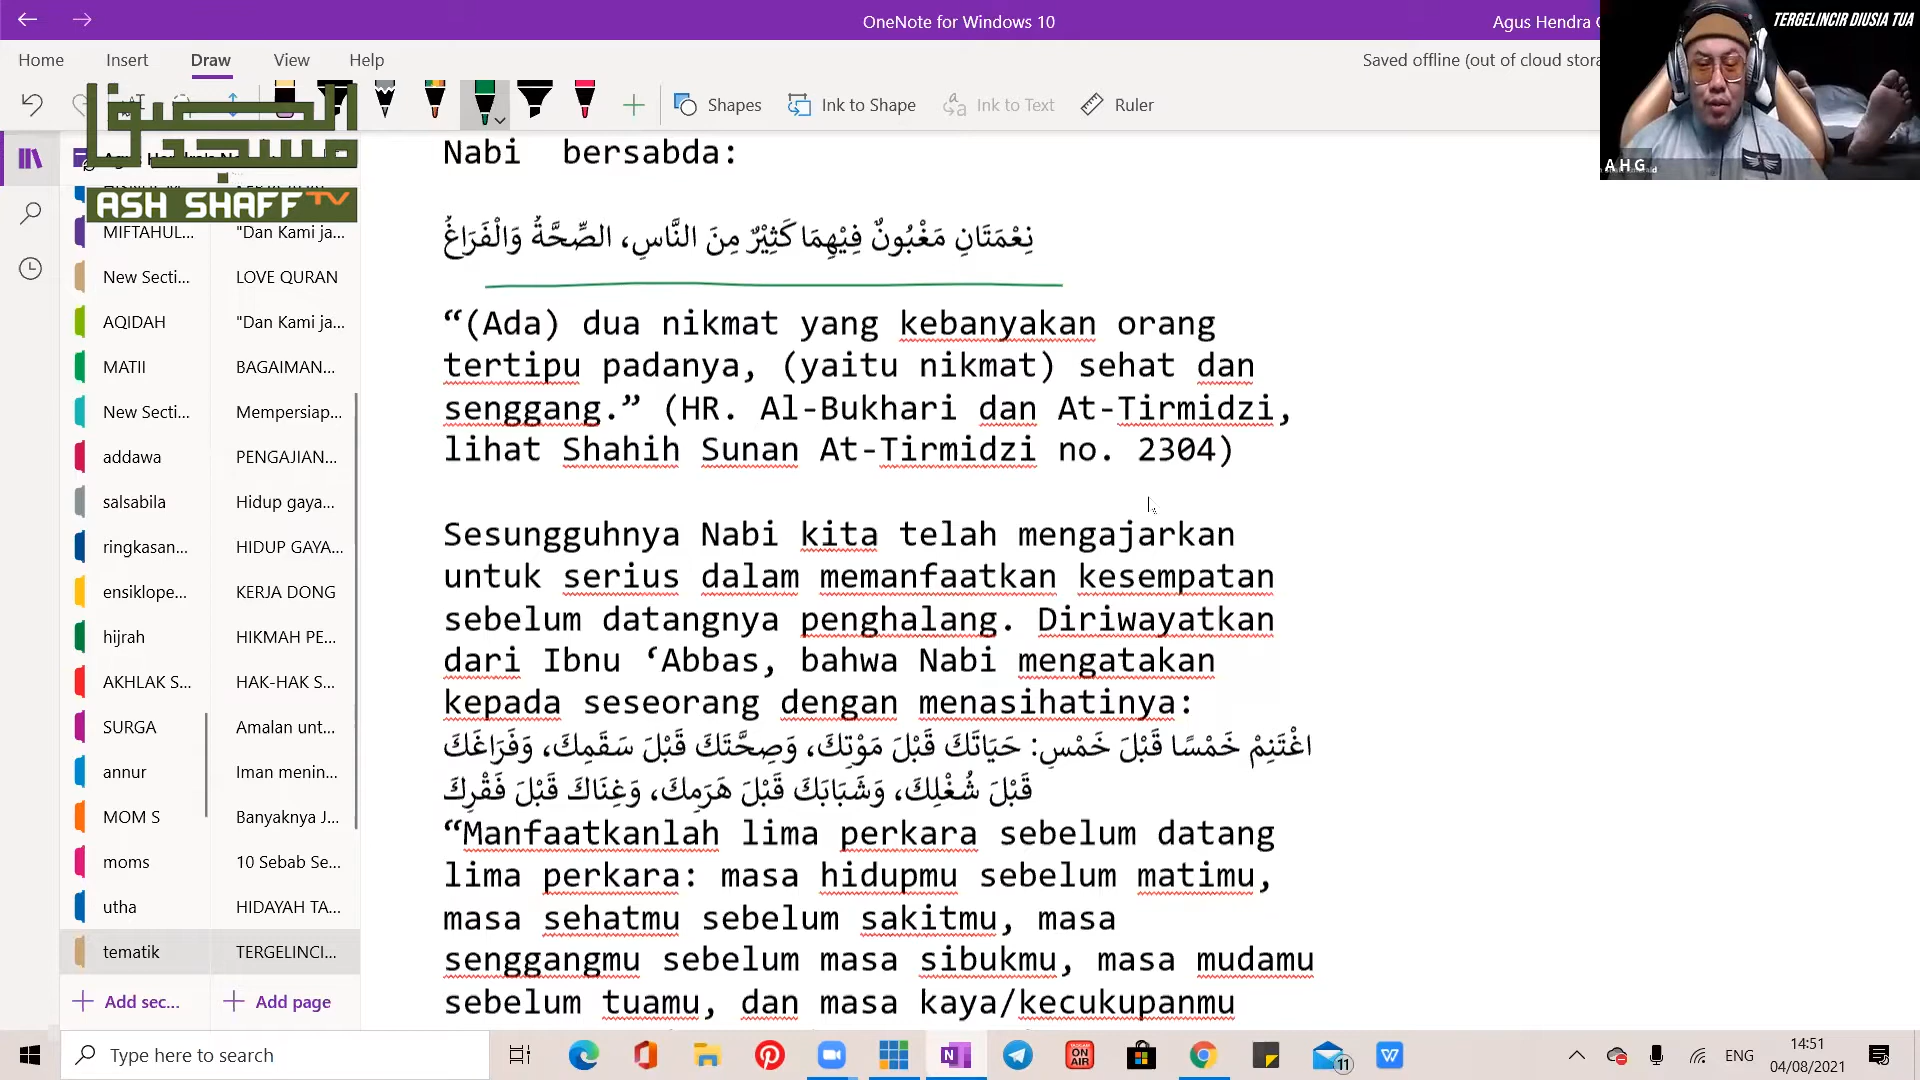 OneNote for Windows 10
Agus Hendra
TERGELINCIR DIUSIA TUA
Home
Insert
Draw
View
Help
Saved offline (out of cloud stora
Shapes
Ink to Shape
Ink to Text
Ruler
A H G
مسجد الصف
ASH SHAFF TV
MIFTAHUL...
"Dan Kami ja...
New Secti...
LOVE QURAN
AQIDAH
"Dan Kami ja...
MATII
BAGAIMAN...
New Secti...
Mempersiap...
addawa
PENGAJIAN...
salsabila
Hidup gaya...
ringkasan...
HIDUP GAYA...
ensiklope...
KERJA DONG
hijrah
HIKMAH PE...
AKHLAK S...
HAK-HAK S...
SURGA
Amalan unt...
annur
Iman menin...
MOM S
Banyaknya J...
moms
10 Sebab Se...
utha
HIDAYAH TA...
tematik
TERGELINCI...
Add sec...
Add page
Nabi bersabda:
نِعْمَتَانِ مَغْبُونٌ فِيْهِمَا كَثِيْرٌ مِنَ النَّاسِ، الصِّحَّةُ وَالْفَرَاغُ
“(Ada) dua nikmat yang kebanyakan orang
tertipu padanya, (yaitu nikmat) sehat dan
senggang.” (HR. Al-Bukhari dan At-Tirmidzi,
lihat Shahih Sunan At-Tirmidzi no. 2304)
Sesungguhnya Nabi kita telah mengajarkan
untuk serius dalam memanfaatkan kesempatan
sebelum datangnya penghalang. Diriwayatkan
dari Ibnu ‘Abbas, bahwa Nabi mengatakan
kepada seseorang dengan menasihatinya:
اغْتَنِمْ خَمْسًا قَبْلَ خَمْسٍ: حَيَاتَكَ قَبْلَ مَوْتِكَ، وَصِحَّتَكَ قَبْلَ سَقَمِكَ، وَفَرَاغَكَ
قَبْلَ شُغْلِكَ، وَشَبَابَكَ قَبْلَ هَرَمِكَ، وَغِنَاكَ قَبْلَ فَقْرِكَ
“Manfaatkanlah lima perkara sebelum datang
lima perkara: masa hidupmu sebelum matimu,
masa sehatmu sebelum sakitmu, masa
senggangmu sebelum masa sibukmu, masa mudamu
sebelum tuamu, dan masa kaya/kecukupanmu
Type here to search
ON AIR
11
ENG
14:51
04/08/2021